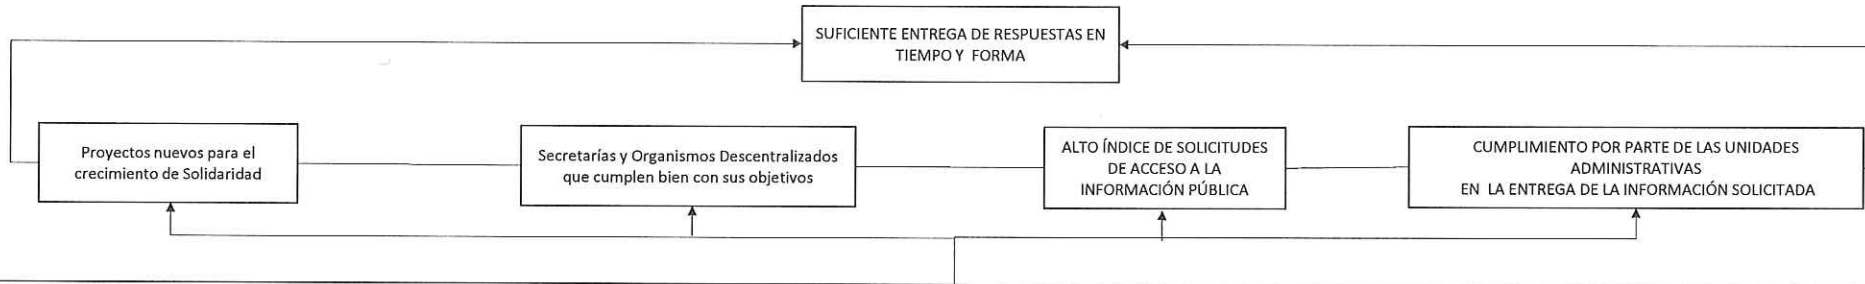 SUFICIENTE ENTREGA DE RESPUESTAS EN
TIEMPO Y FORMA
Proyectos nuevos para el
crecimiento de Solidaridad
Secretarías y Organismos Descentralizados
que cumplen bien con sus objetivos
ALTO ÍNDICE DE SOLICITUDES
DE ACCESO A LA
INFORMACIÓN PÚBLICA
CUMPLIMIENTO POR PARTE DE LAS UNIDADES
ADMINISTRATIVAS
EN LA ENTREGA DE LA INFORMACIÓN SOLICITADA